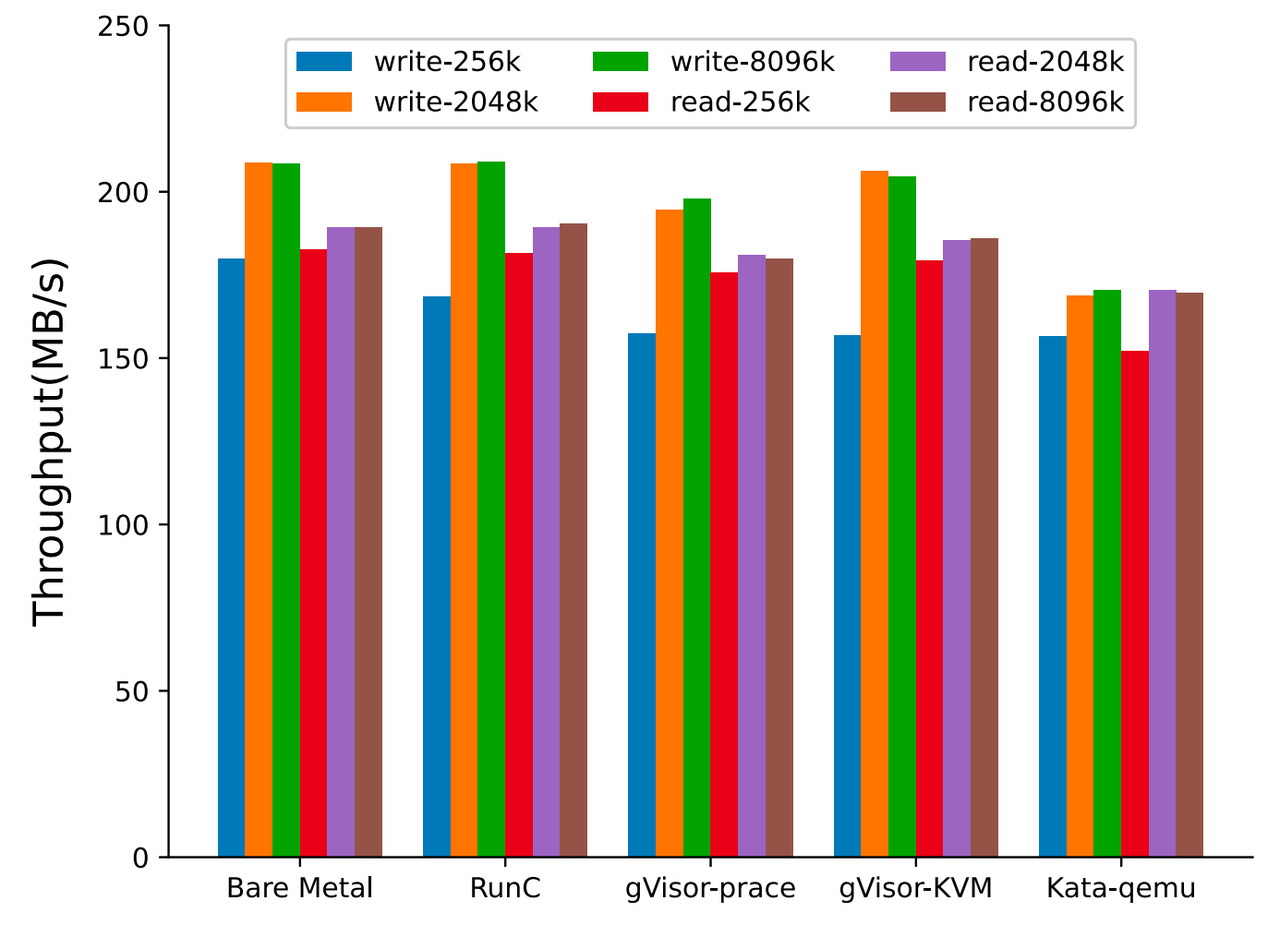 250
200
150
100
50
0
Throughput(MB/s)
write-256k
write-2048k
write-8096k
read-256k
read-2048k
read-8096k
Bare Metal
RunC
gVisor-prace
gVisor-KVM
Kata-qemu